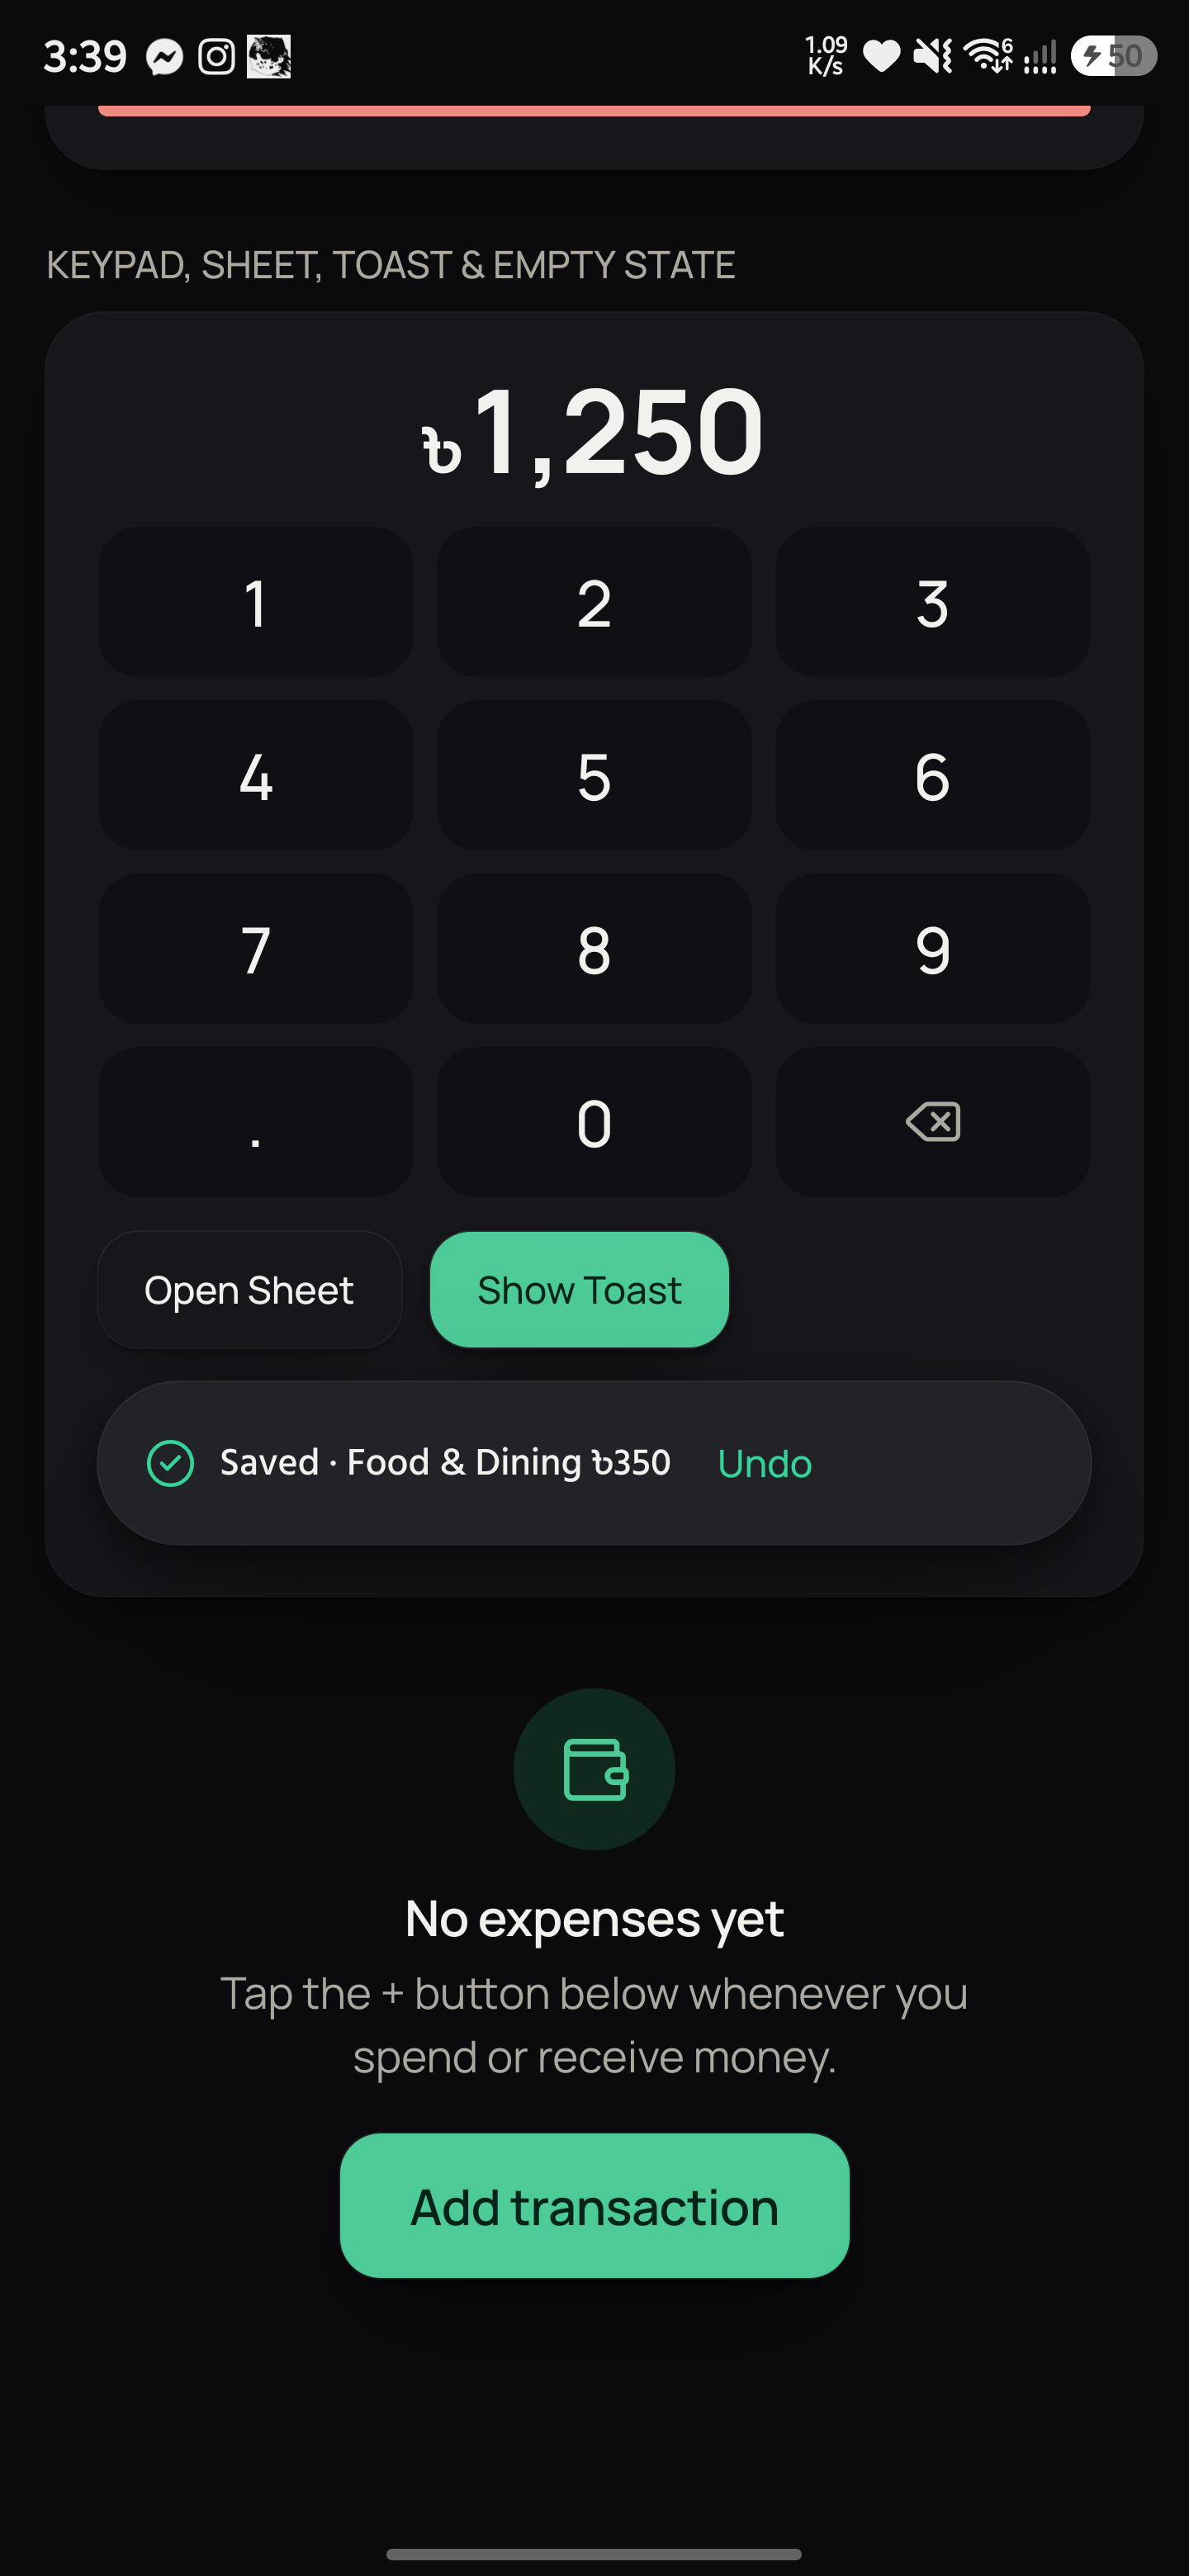 3:39
1.09 K/s
6
50
KEYPAD, SHEET, TOAST & EMPTY STATE
৳1,250
1 2 3
4 5 6
7 8 9
. 0
Open Sheet Show Toast
Saved · Food & Dining ৳350 Undo
No expenses yet
Tap the + button below whenever you
spend or receive money.
Add transaction